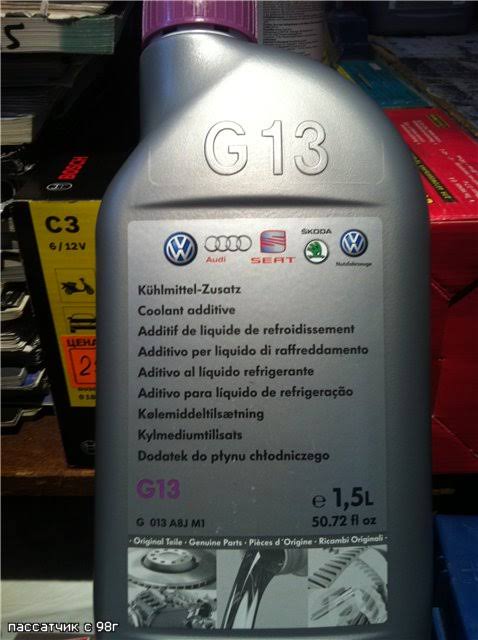 G13
BOSCH
C3
6/12V
ЦЕНА
Audi
SEAT
ŠKODA
Nutzfahrzeuge
Kühlmittel-Zusatz
Coolant additive
Additif de liquide de refroidissement
Additivo per liquido di raffreddamento
Aditivo al líquido refrigerante
Aditivo para líquido de refrigeração
Kølemiddeltilsætning
Kylmediumtillsats
Dodatek do płynu chłodniczego
G13
e 1,5L
G 013 A8J M1
50.72 fl oz
· Original Teile · Genuine Parts · Pièces d´Origine · Ricambi Originali ·
пассатчик с 98г